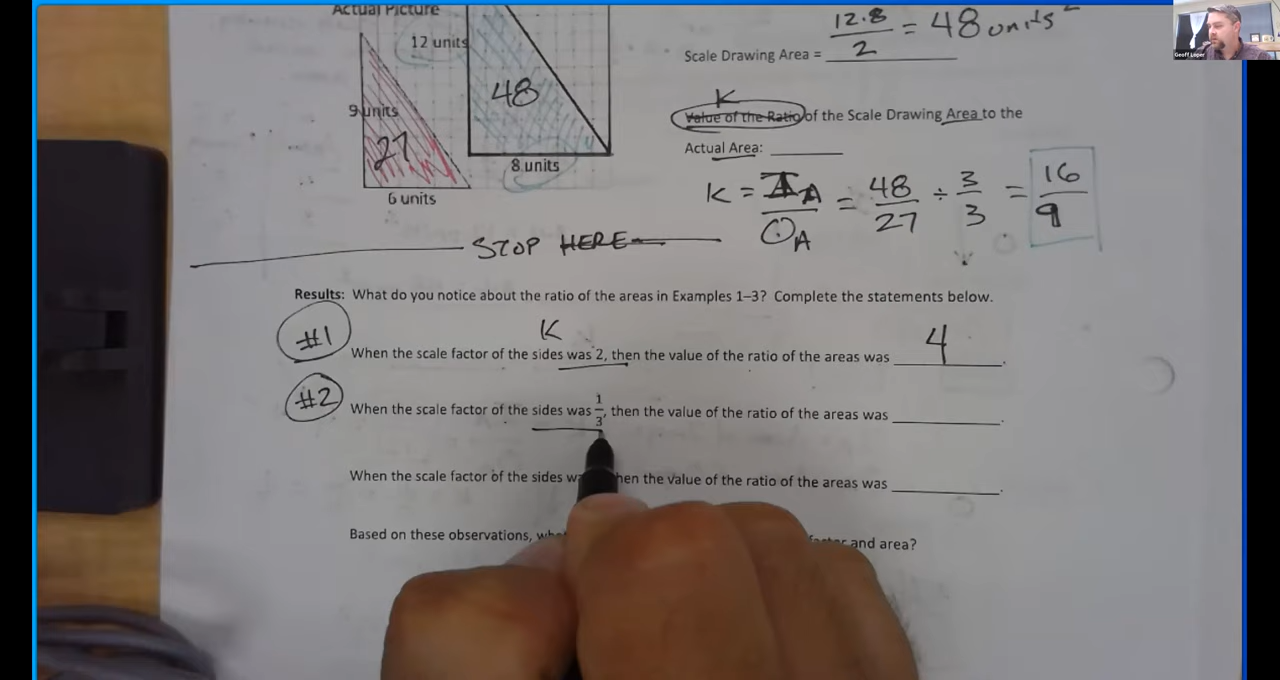 Actual Picture
12 units
9 units
27
48
6 units
8 units
12·8
2
= 48 units²
Scale Drawing Area =
K
Value of the Ratio of the Scale Drawing Area to the
Actual Area:
K = I A / O A = 48/27 ÷ 3/3 = 16/9
STOP HERE
Results: What do you notice about the ratio of the areas in Examples 1–3? Complete the statements below.
#1
K
4
When the scale factor of the sides was 2, then the value of the ratio of the areas was
#2
When the scale factor of the sides was 1/3, then the value of the ratio of the areas was
When the scale factor of the sides then the value of the ratio of the areas was
Based on these observations, factor and area?
Geoff Loper